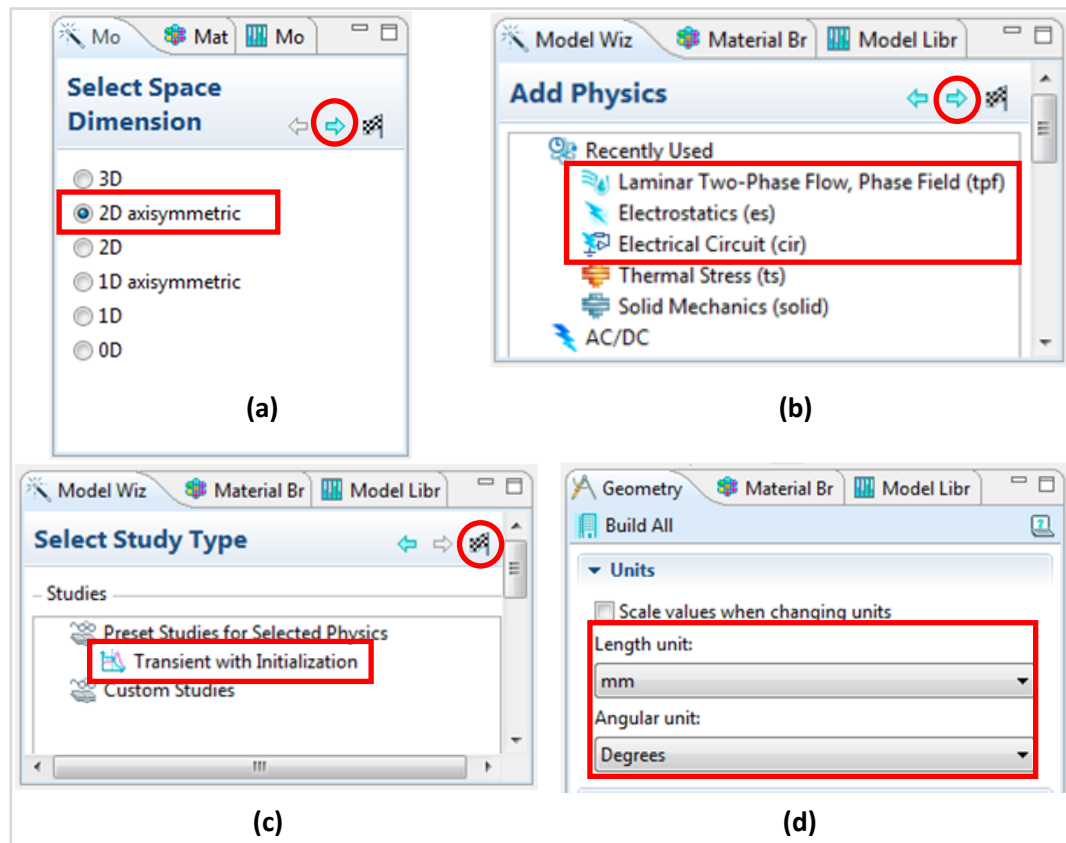 Mo Mat Mo
Select Space
Dimension
3D
2D axisymmetric
2D
1D axisymmetric
1D
0D
(a)
Model Wiz Material Br Model Libr
Add Physics
Recently Used
Laminar Two-Phase Flow, Phase Field (tpf)
Electrostatics (es)
Electrical Circuit (cir)
Thermal Stress (ts)
Solid Mechanics (solid)
AC/DC
(b)
Model Wiz Material Br Model Libr
Select Study Type
Studies
Preset Studies for Selected Physics
Transient with Initialization
Custom Studies
(c)
Geometry Material Br Model Libr
Build All
Units
Scale values when changing units
Length unit:
mm
Angular unit:
Degrees
(d)